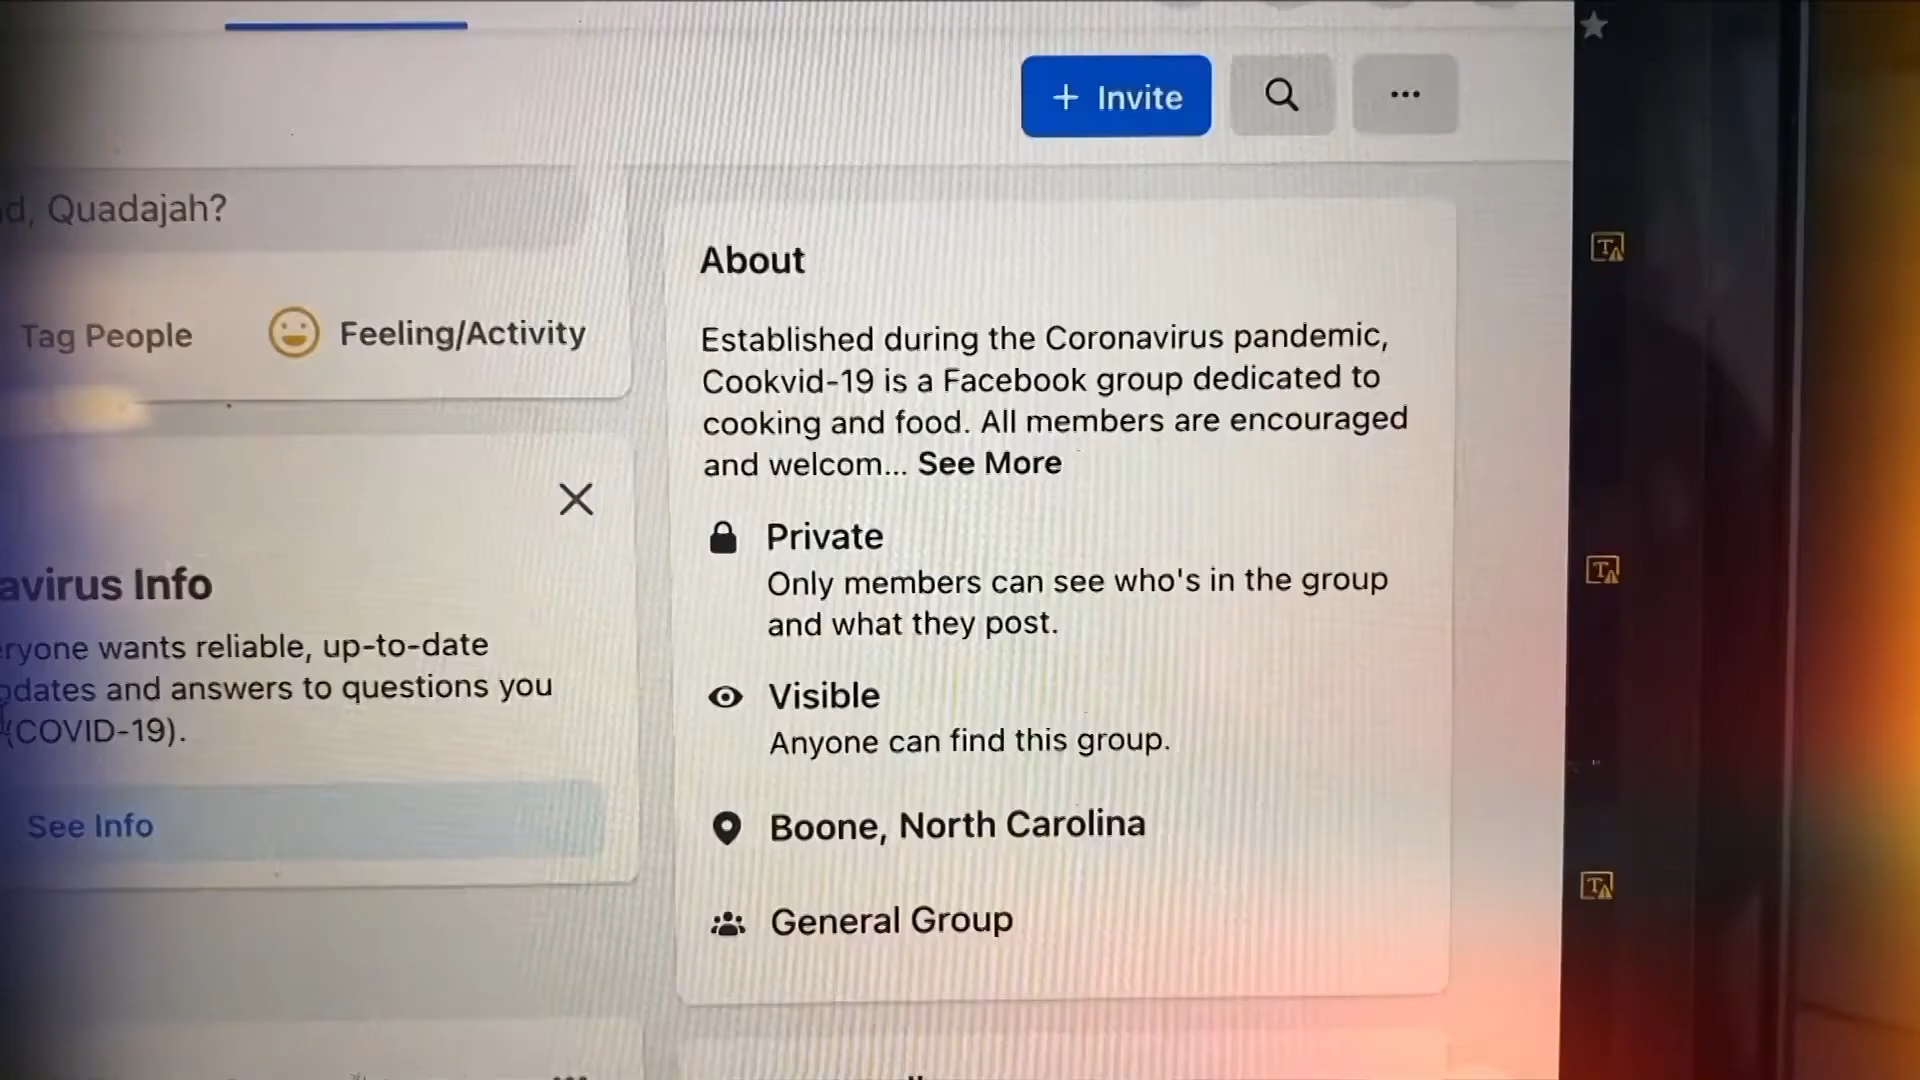 + Invite
d, Quadajah?
Tag People
Feeling/Activity
avirus Info
ryone wants reliable, up-to-date
dates and answers to questions you
(COVID-19).
See Info
About
Established during the Coronavirus pandemic,
Cookvid-19 is a Facebook group dedicated to
cooking and food. All members are encouraged
and welcom... See More
Private
Only members can see who's in the group
and what they post.
Visible
Anyone can find this group.
Boone, North Carolina
General Group